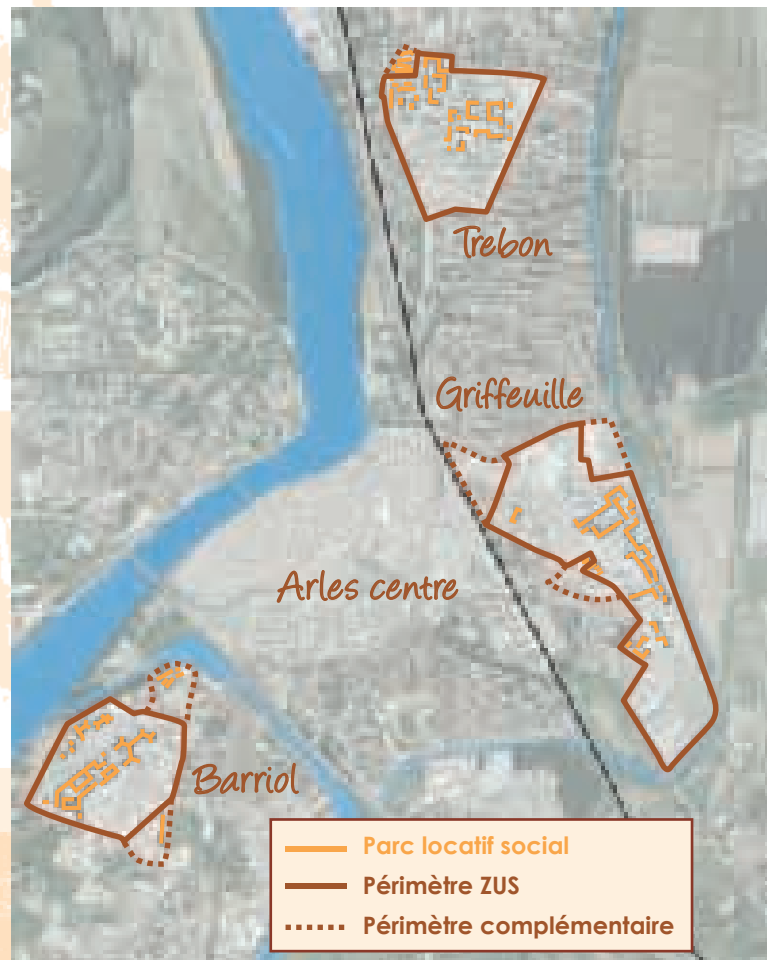 Trebon
Griffeuille
Arles centre
Barriol
Parc locatif social
Périmètre ZUS
Périmètre complémentaire